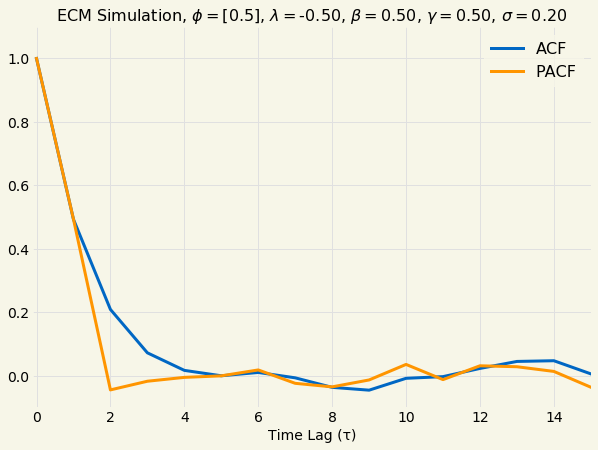 ECM Simulation, ϕ = [0.5], λ = -0.50, β = 0.50, γ = 0.50, σ = 0.20
ACF
PACF
1.0
0.8
0.6
0.4
0.2
0.0
0 2 4 6 8 10 12 14
Time Lag (τ)